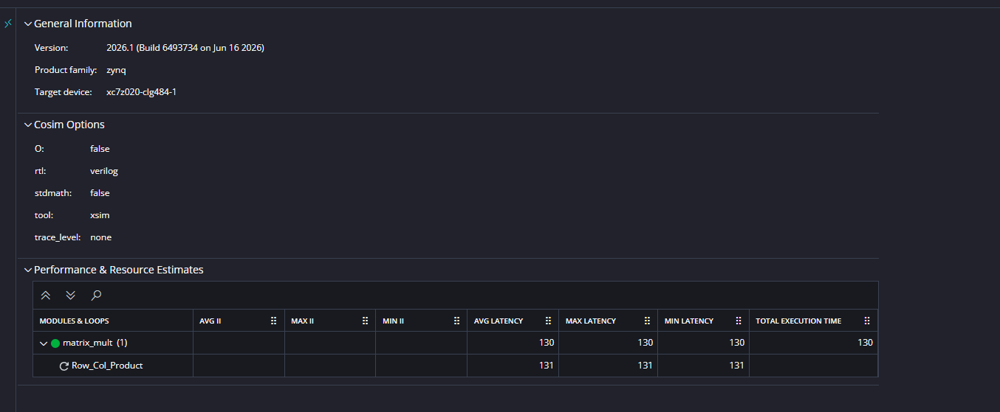 General Information
Version: 2026.1 (Build 6493734 on Jun 16 2026)
Product family: zynq
Target device: xc7z020-clg484-1
Cosim Options
O: false
rtl: verilog
stdmath: false
tool: xsim
trace_level: none
Performance & Resource Estimates
MODULES & LOOPS AVG II MAX II MIN II AVG LATENCY MAX LATENCY MIN LATENCY TOTAL EXECUTION TIME
matrix_mult (1) 130 130 130 130
Row_Col_Product 131 131 131